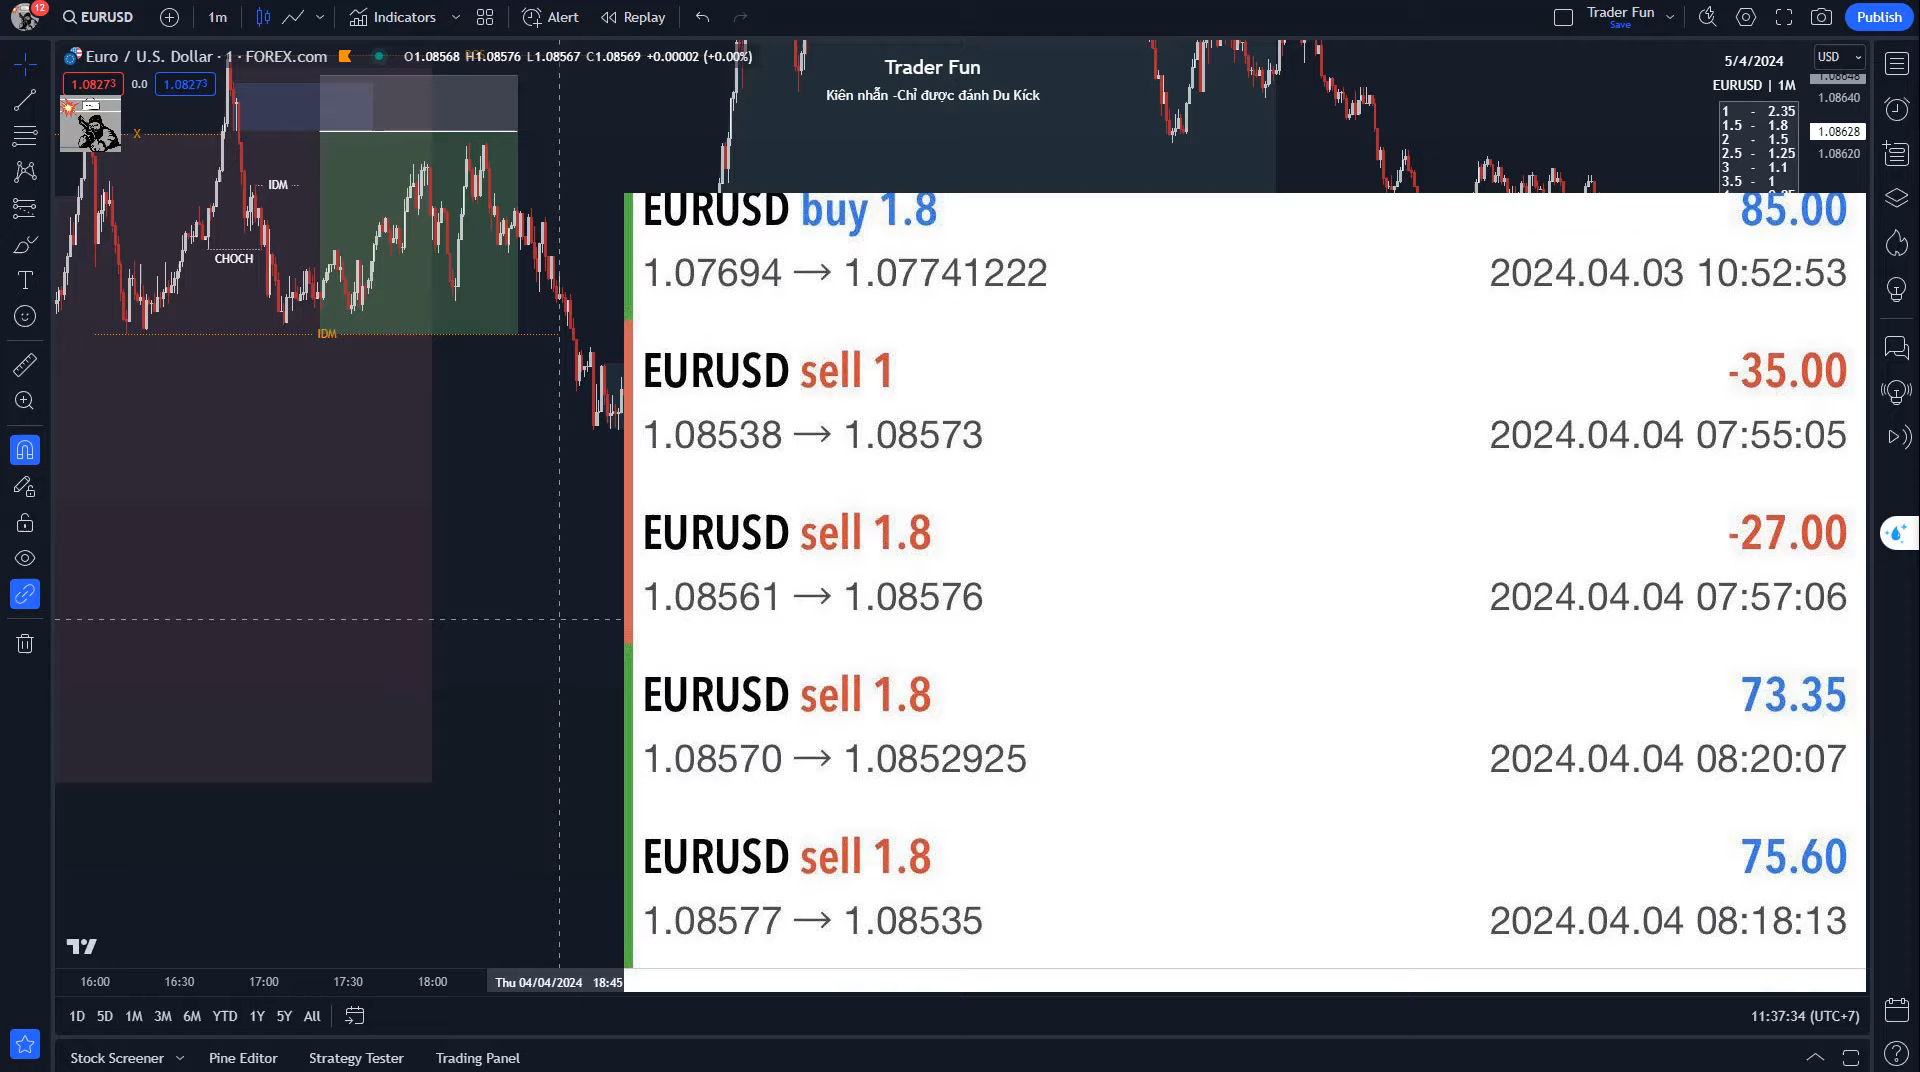 12
EURUSD
1m
Indicators
Alert
Replay
Trader Fun
Save
Publish
Euro / U.S. Dollar · 1 · FOREX.com
O1.08568 H1.08576 L1.08567 C1.08569 +0.00002 (+0.00%)
1.08273
0.0
1.08273
Trader Fun
Kiên nhẫn -Chỉ được đánh Du Kích
5/4/2024
EURUSD | 1M
USD
1.08648
1.08640
1.08628
1.08620
1 - 2.35
1.5 - 1.8
2 - 1.5
2.5 - 1.25
3 - 1.1
3.5 - 1
X
IDM
CHOCH
IDM
EURUSD buy 1.8 85.00
1.07694 → 1.07741222 2024.04.03 10:52:53
EURUSD sell 1 -35.00
1.08538 → 1.08573 2024.04.04 07:55:05
EURUSD sell 1.8 -27.00
1.08561 → 1.08576 2024.04.04 07:57:06
EURUSD sell 1.8 73.35
1.08570 → 1.0852925 2024.04.04 08:20:07
EURUSD sell 1.8 75.60
1.08577 → 1.08535 2024.04.04 08:18:13
16:00 16:30 17:00 17:30 18:00 Thu 04/04/2024 18:45
1D 5D 1M 3M 6M YTD 1Y 5Y All
11:37:34 (UTC+7)
Stock Screener Pine Editor Strategy Tester Trading Panel